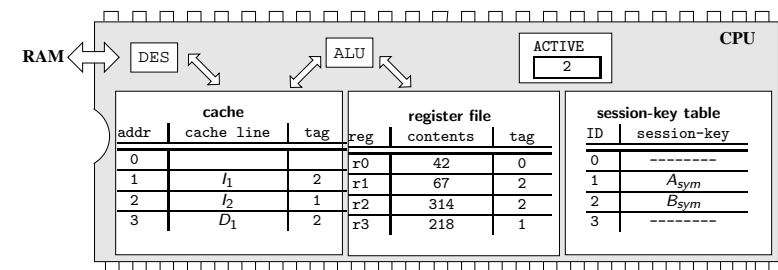 CPU
RAM
DES
ALU
ACTIVE
2
cache
addr cache line tag
0
1 I1 2
2 I2 1
3 D1 2
register file
reg contents tag
r0 42 0
r1 67 2
r2 314 2
r3 218 1
session-key table
ID session-key
0 --------
1 Asym
2 Bsym
3 --------